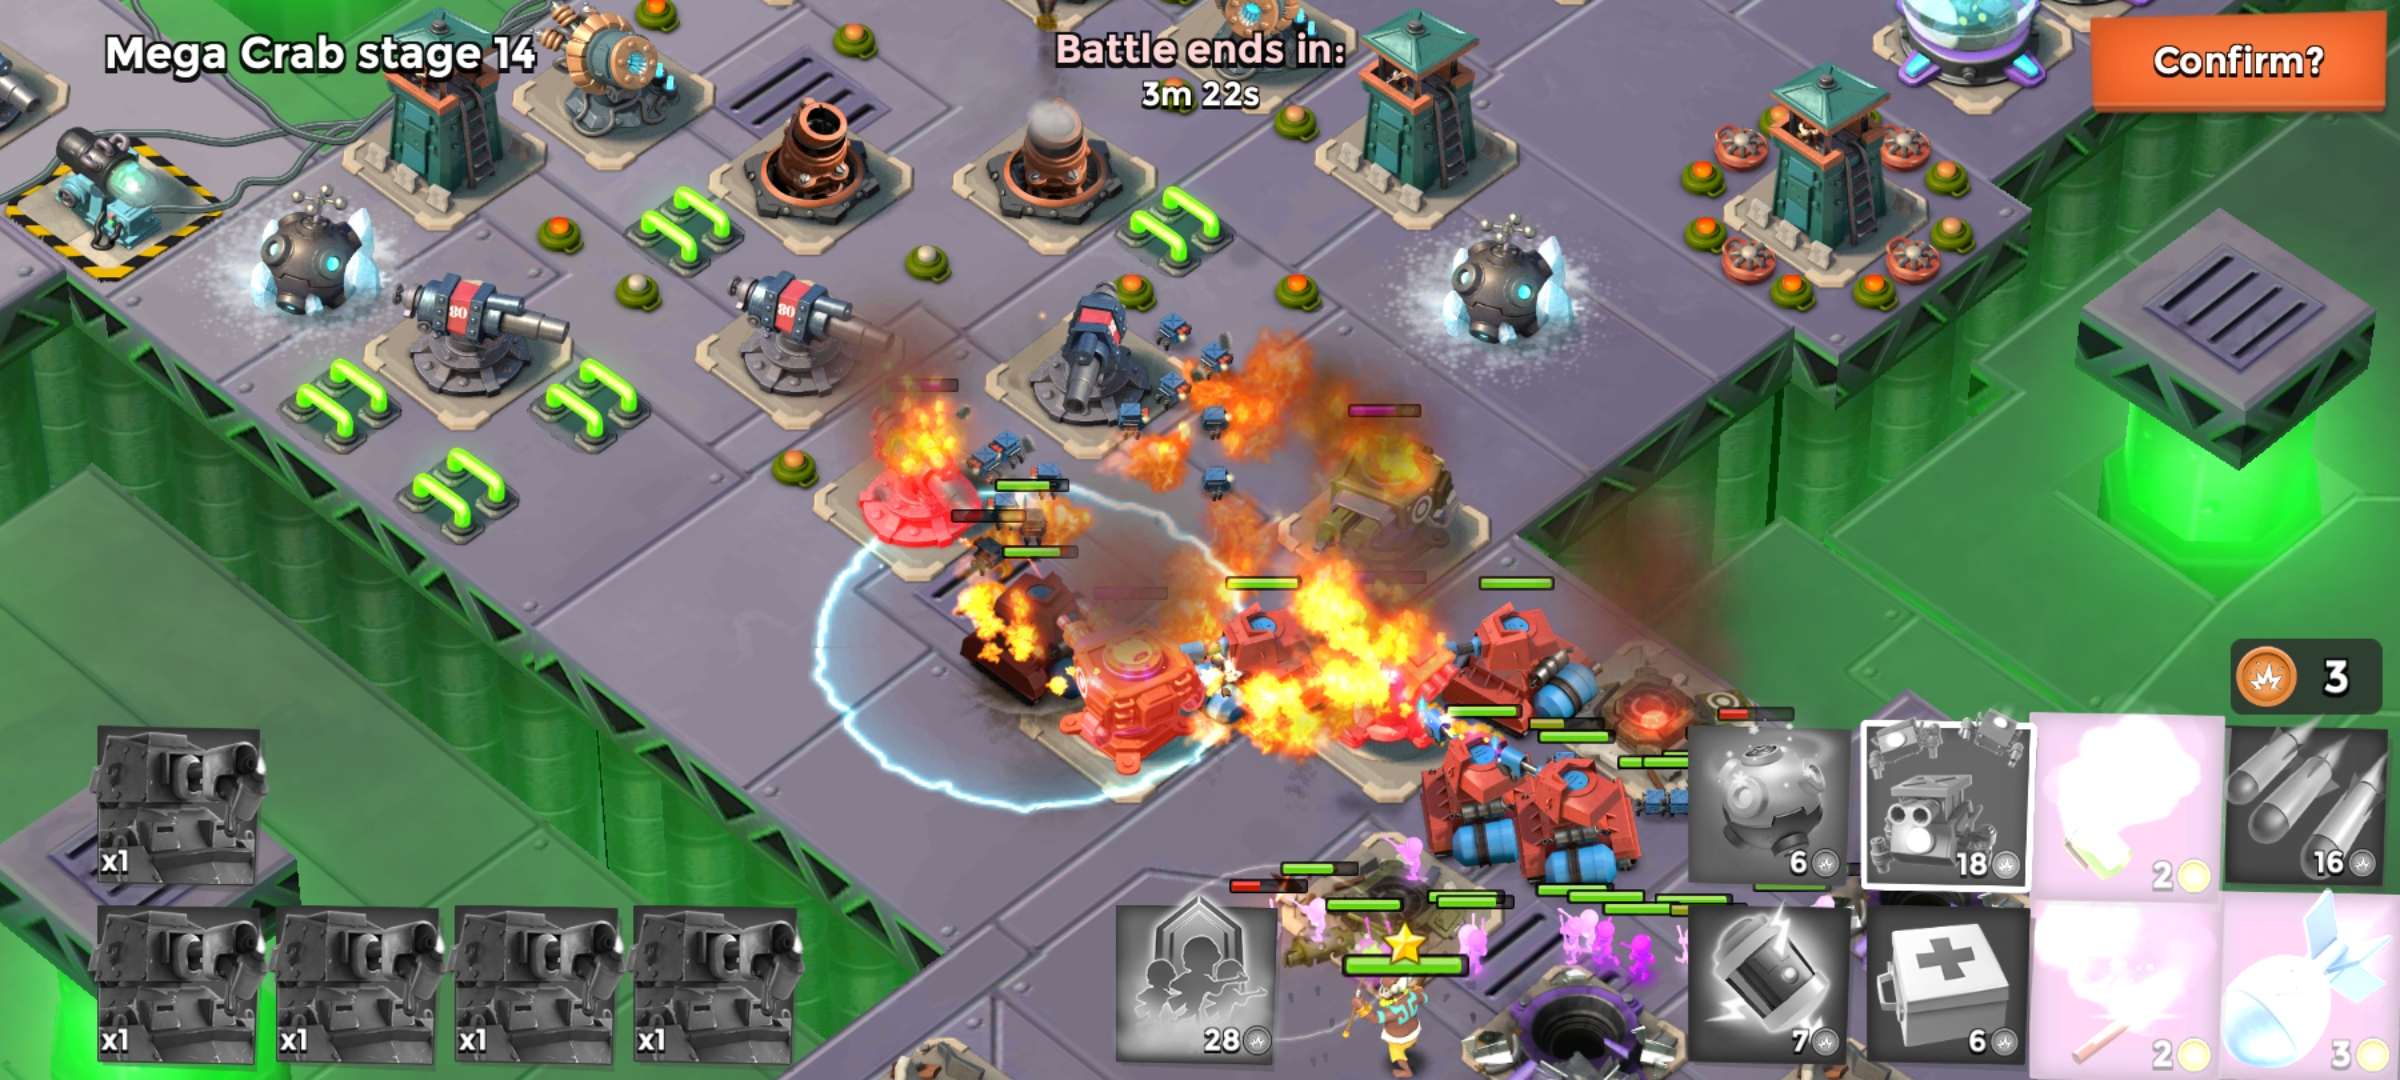 Mega Crab stage 14
Battle ends in:
3m 22s
Confirm?
80
80
3
x1
6
18
2
16
x1
x1
x1
x1
28
7
6
2
3